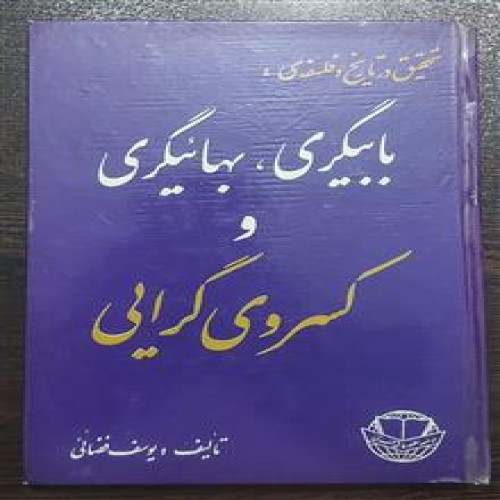 تحقیق در تاریخ و فلسفه‌ی :
بابیگری ، بهائیگری
و
کسروی گرایی
تألیف : یوسف فضائی